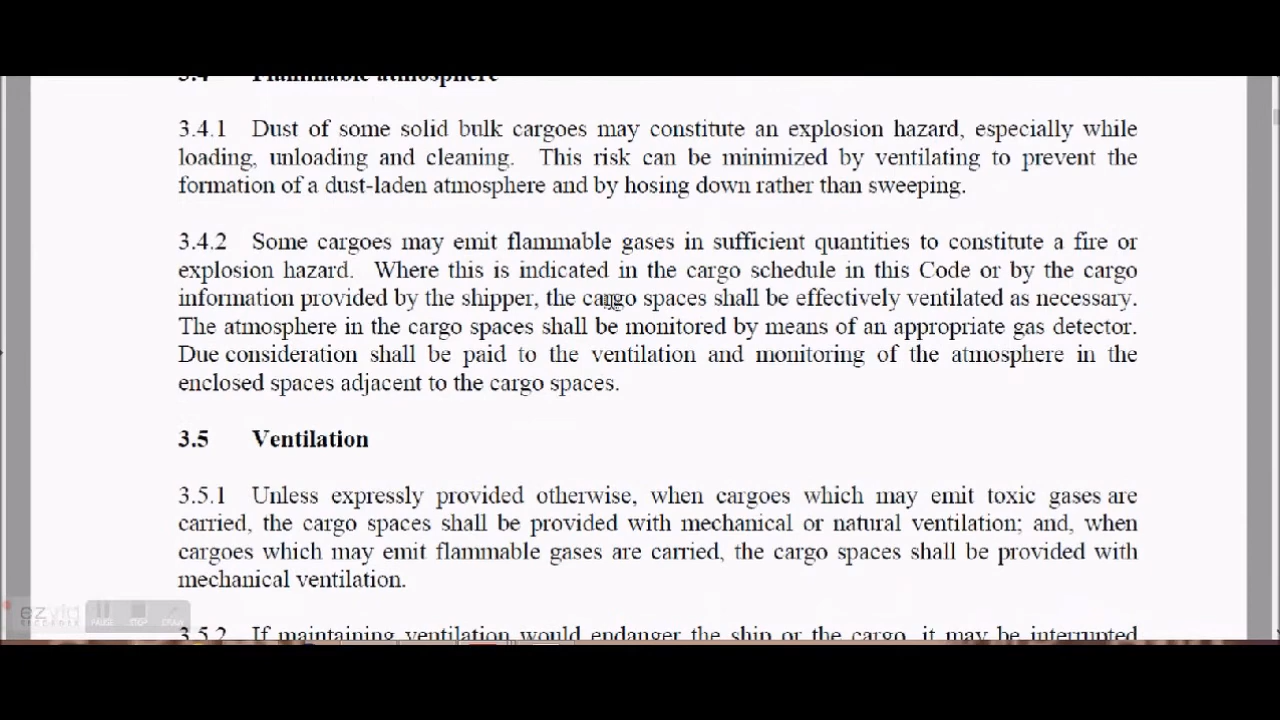 3.4 Flammable atmosphere
3.4.1 Dust of some solid bulk cargoes may constitute an explosion hazard, especially while
loading, unloading and cleaning. This risk can be minimized by ventilating to prevent the
formation of a dust-laden atmosphere and by hosing down rather than sweeping.
3.4.2 Some cargoes may emit flammable gases in sufficient quantities to constitute a fire or
explosion hazard. Where this is indicated in the cargo schedule in this Code or by the cargo
information provided by the shipper, the cargo spaces shall be effectively ventilated as necessary.
The atmosphere in the cargo spaces shall be monitored by means of an appropriate gas detector.
Due consideration shall be paid to the ventilation and monitoring of the atmosphere in the
enclosed spaces adjacent to the cargo spaces.
3.5 Ventilation
3.5.1 Unless expressly provided otherwise, when cargoes which may emit toxic gases are
carried, the cargo spaces shall be provided with mechanical or natural ventilation; and, when
cargoes which may emit flammable gases are carried, the cargo spaces shall be provided with
mechanical ventilation.
ezvid
RECORDER
PAUSE STOP DRAW
3.5.2 If maintaining ventilation would endanger the ship or the cargo, it may be interrupted